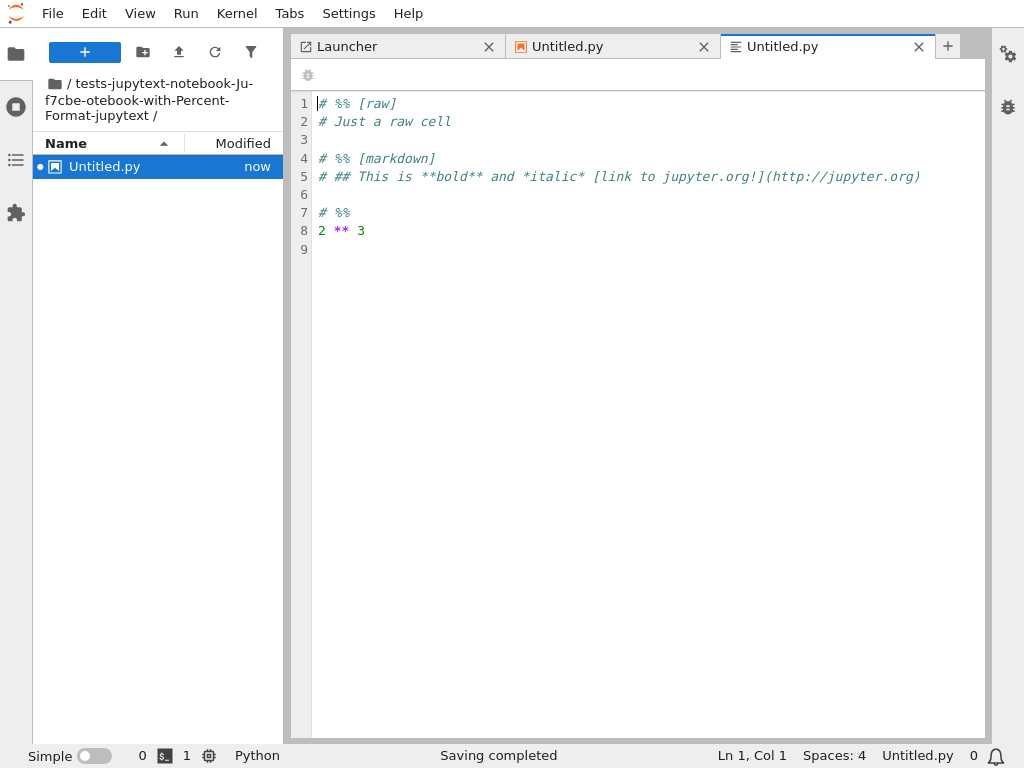 File Edit View Run Kernel Tabs Settings Help
/ tests-jupytext-notebook-Ju-
f7cbe-otebook-with-Percent-
Format-jupytext /
Name Modified
Untitled.py now
Launcher Untitled.py Untitled.py
1 # %% [raw]
2 # Just a raw cell
3
4 # %% [markdown]
5 # ## This is **bold** and *italic* [link to jupyter.org!](http://jupyter.org)
6
7 # %%
8 2 ** 3
9
Simple 0 $_ 1 Python Saving completed Ln 1, Col 1 Spaces: 4 Untitled.py 0